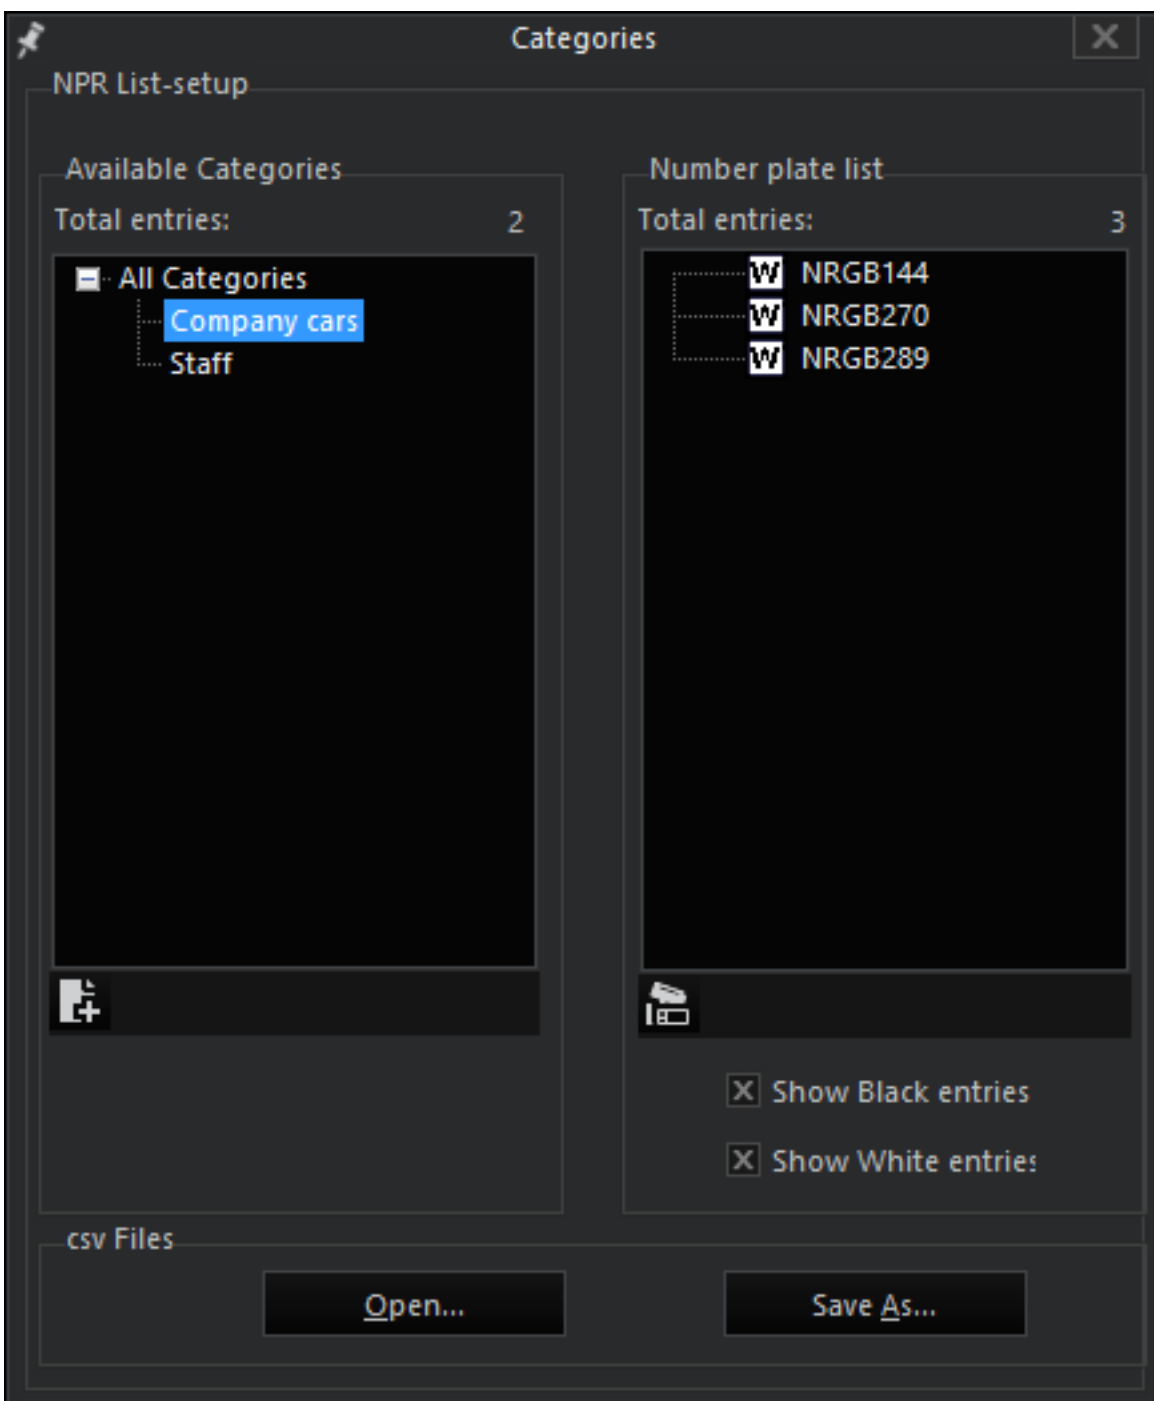 Categories
NPR List-setup
Available Categories
Total entries: 2
All Categories
Company cars
Staff
Number plate list
Total entries: 3
W NRGB144
W NRGB270
W NRGB289
Show Black entries
Show White entries
csv Files
Open...
Save As...